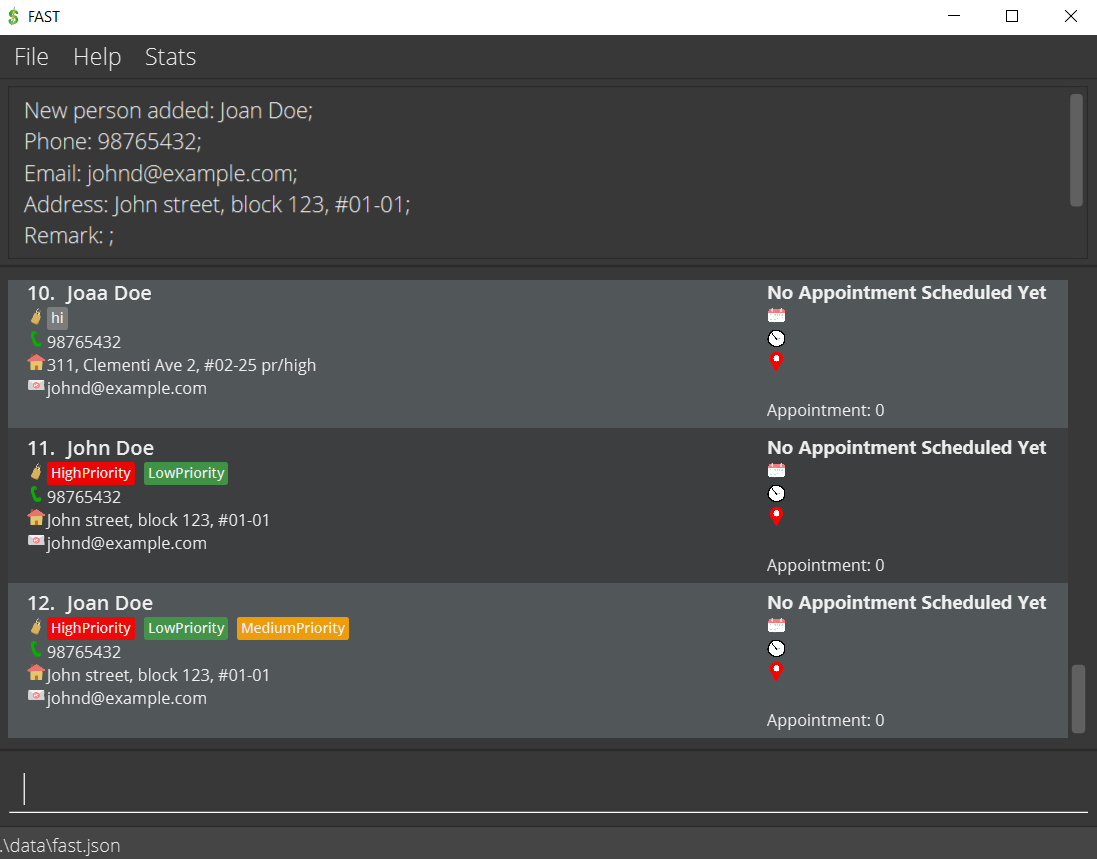 FAST
File Help Stats
New person added: Joan Doe;
Phone: 98765432;
Email: johnd@example.com;
Address: John street, block 123, #01-01;
Remark: ;
10. Joaa Doe
hi
98765432
311, Clementi Ave 2, #02-25 pr/high
johnd@example.com
No Appointment Scheduled Yet
Appointment: 0
11. John Doe
HighPriority LowPriority
98765432
John street, block 123, #01-01
johnd@example.com
No Appointment Scheduled Yet
Appointment: 0
12. Joan Doe
HighPriority LowPriority MediumPriority
98765432
John street, block 123, #01-01
johnd@example.com
No Appointment Scheduled Yet
Appointment: 0
.\data\fast.json